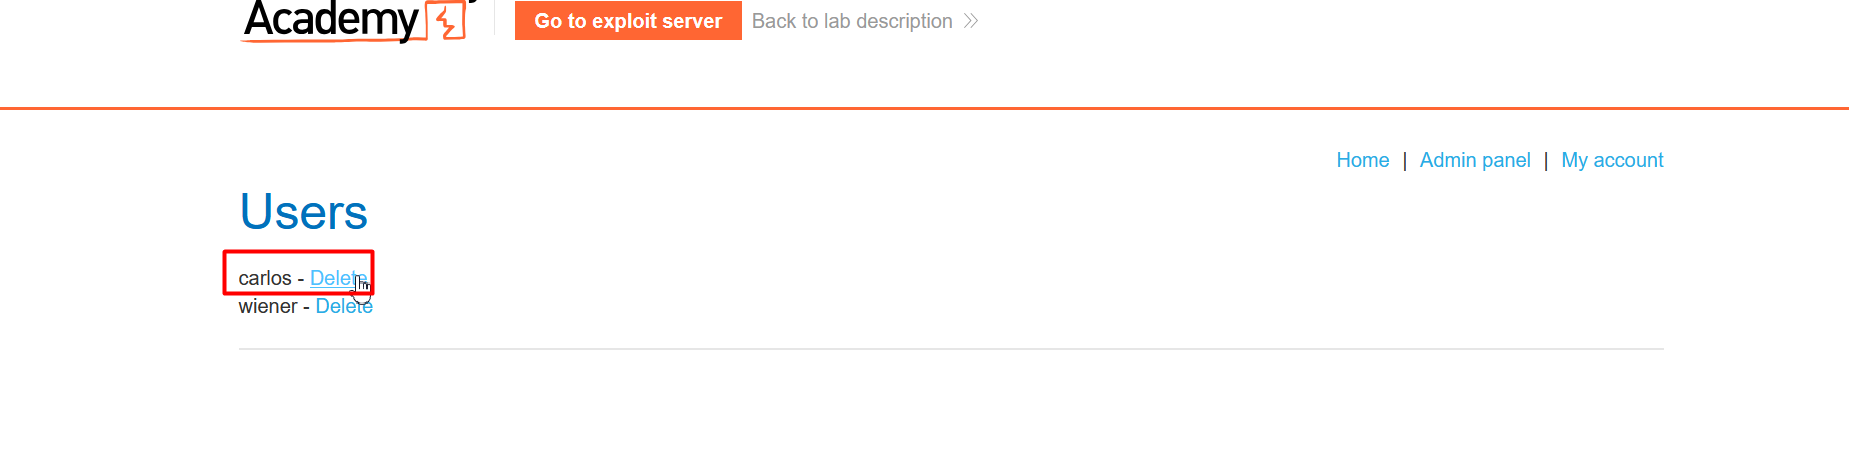 Academy
Go to exploit server
Back to lab description
Home | Admin panel | My account
Users
carlos - Delete
wiener - Delete